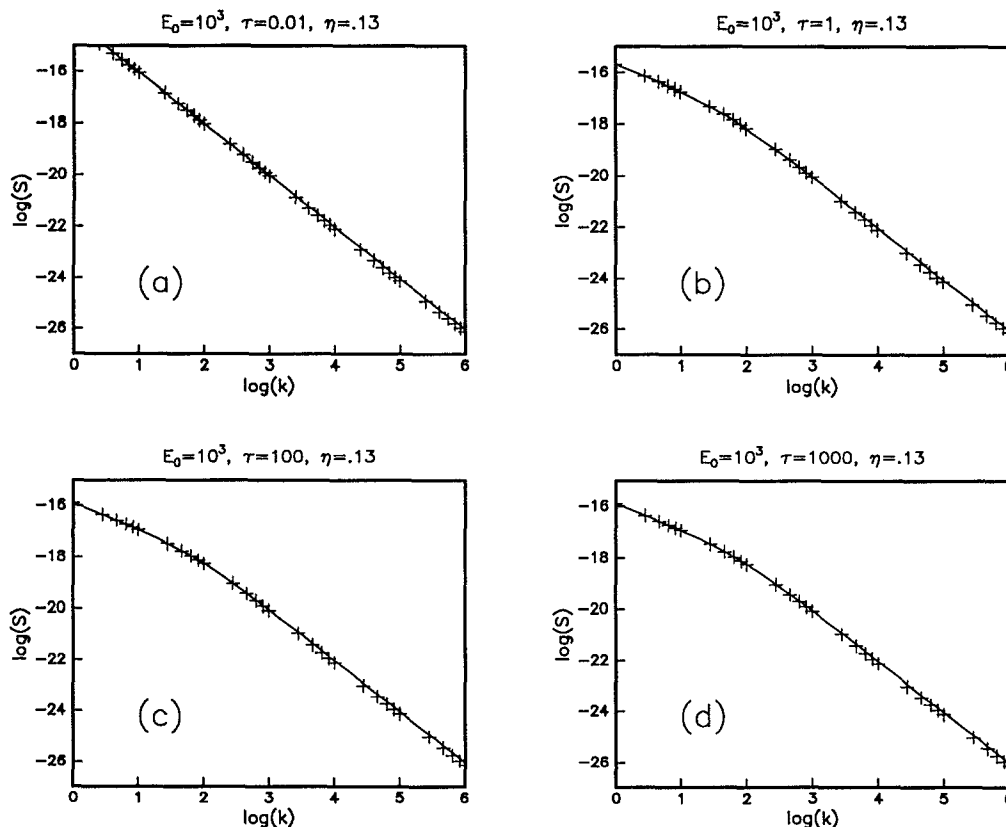 E₀=10³, τ=0.01, η=.13
E₀=10³, τ=1, η=.13
log(S)
−16
−18
−20
−22
−24
−26
(a)
0 1 2 3 4 5 6
log(k)
log(S)
−16
−18
−20
−22
−24
−26
(b)
0 1 2 3 4 5 6
log(k)
E₀=10³, τ=100, η=.13
E₀=10³, τ=1000, η=.13
log(S)
−16
−18
−20
−22
−24
−26
(c)
0 1 2 3 4 5 6
log(k)
log(S)
−16
−18
−20
−22
−24
−26
(d)
0 1 2 3 4 5 6
log(k)